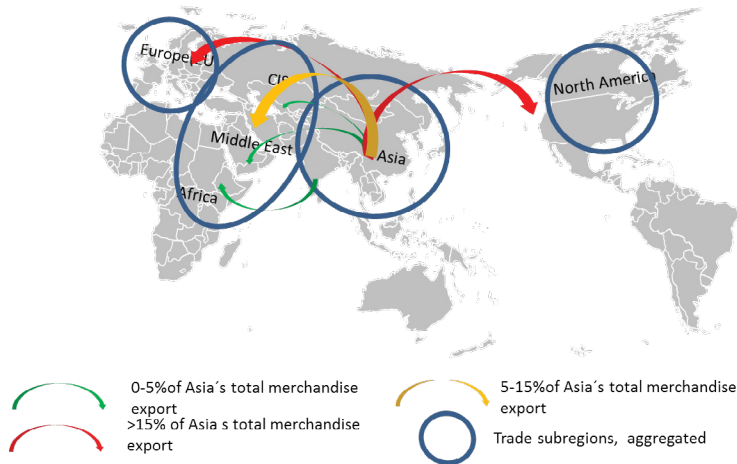 Europe/EU
CIS
North America
Middle East
Asia
Africa
0-5%of Asia´s total merchandise
export
>15% of Asia s total merchandise
export
5-15%of Asia´s total merchandise
export
Trade subregions, aggregated